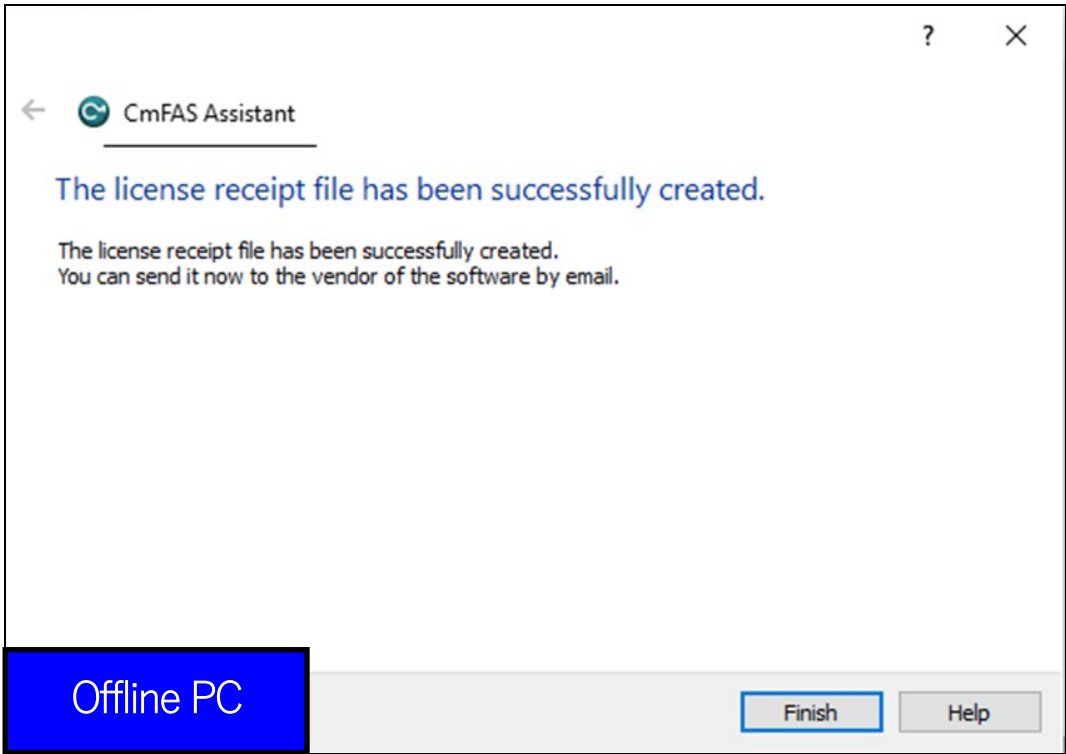 ?
CmFAS Assistant
The license receipt file has been successfully created.
The license receipt file has been successfully created.
You can send it now to the vendor of the software by email.
Offline PC
Finish
Help